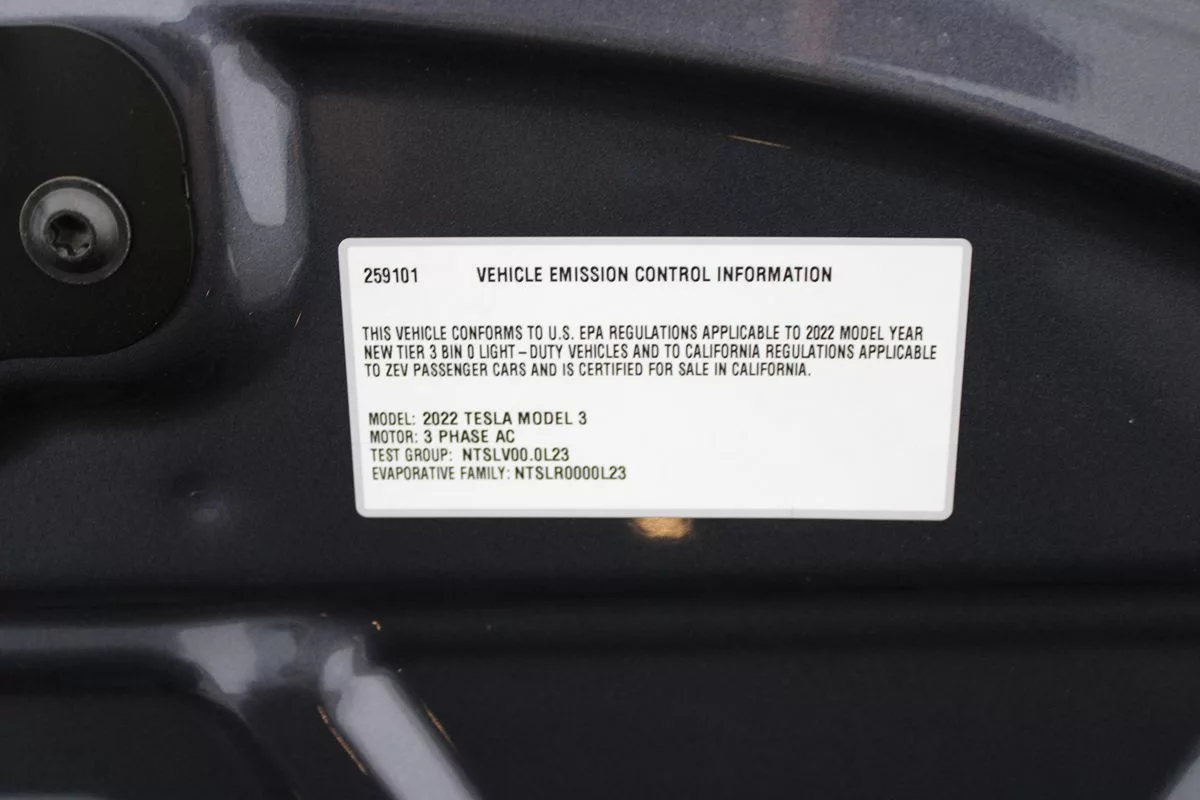 259101 VEHICLE EMISSION CONTROL INFORMATION
THIS VEHICLE CONFORMS TO U.S. EPA REGULATIONS APPLICABLE TO 2022 MODEL YEAR
NEW TIER 3 BIN 0 LIGHT-DUTY VEHICLES AND TO CALIFORNIA REGULATIONS APPLICABLE
TO ZEV PASSENGER CARS AND IS CERTIFIED FOR SALE IN CALIFORNIA.
MODEL: 2022 TESLA MODEL 3
MOTOR: 3 PHASE AC
TEST GROUP: NTSLV00.0L23
EVAPORATIVE FAMILY: NTSLR0000L23